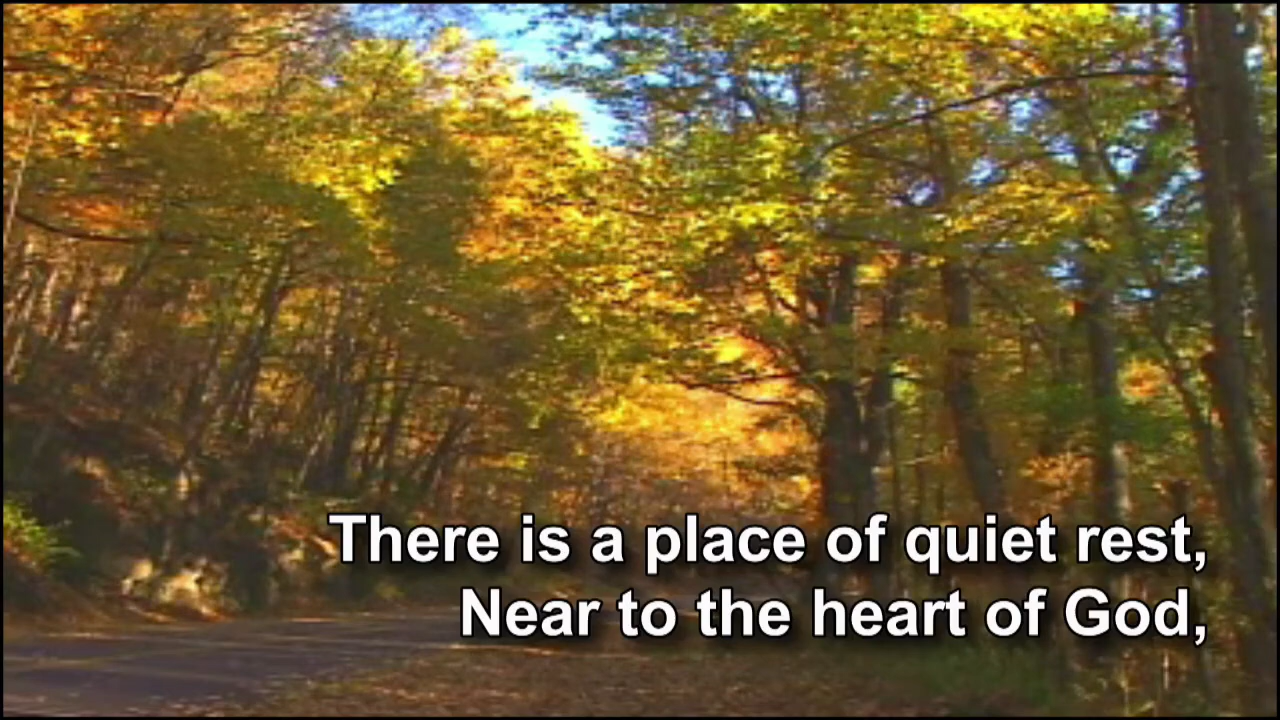 There is a place of quiet rest,
Near to the heart of God,